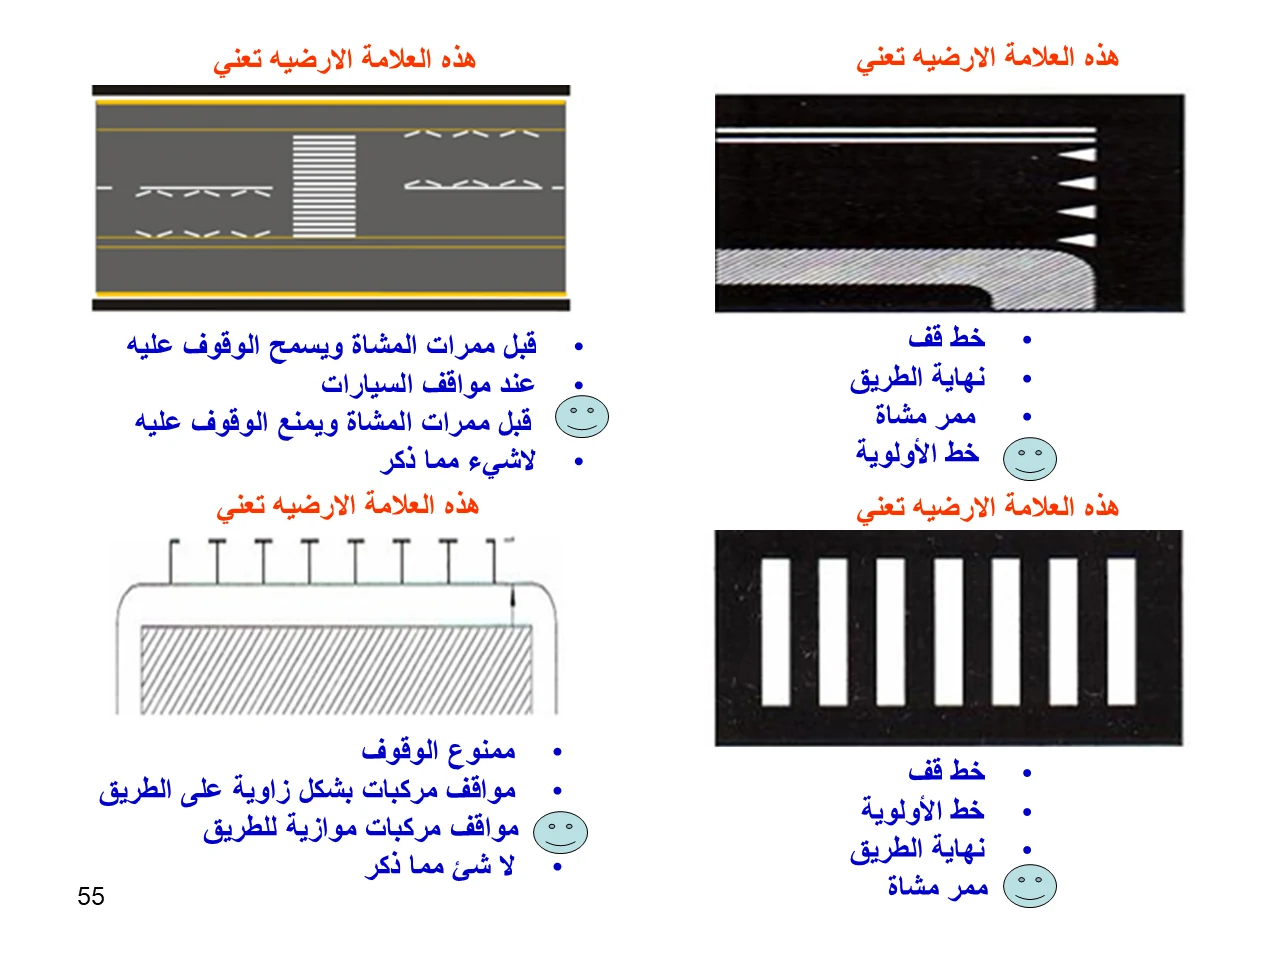 هذه العلامة الارضيه تعني
خط قف
نهاية الطريق
ممر مشاة
خط الأولوية
هذه العلامة الارضيه تعني
خط قف
خط الأولوية
نهاية الطريق
ممر مشاة
هذه العلامة الارضيه تعني
قبل ممرات المشاة ويسمح الوقوف عليه
عند مواقف السيارات
قبل ممرات المشاة ويمنع الوقوف عليه
لاشيء مما ذكر
هذه العلامة الارضيه تعني
ممنوع الوقوف
مواقف مركبات بشكل زاوية على الطريق
مواقف مركبات موازية للطريق
لا شئ مما ذكر
55